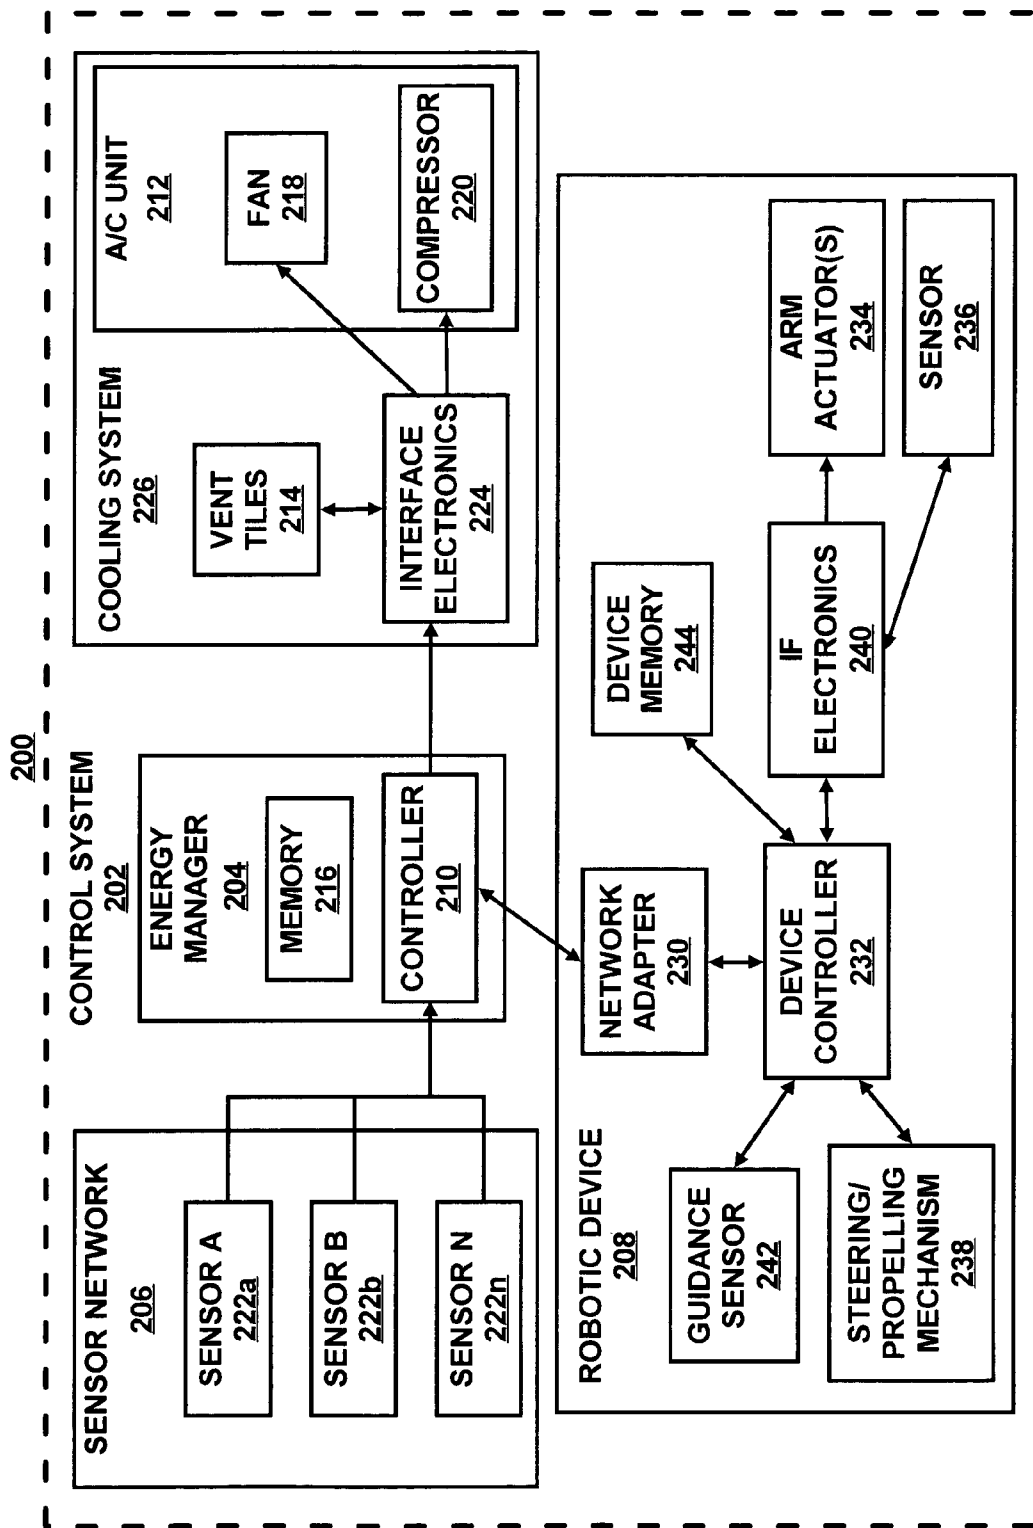 200
SENSOR NETWORK
206
SENSOR A
222a
SENSOR B
222b
SENSOR N
222n
CONTROL SYSTEM
202
ENERGY
MANAGER
204
MEMORY
216
CONTROLLER
210
COOLING SYSTEM
226
VENT
TILES
214
INTERFACE
ELECTRONICS
224
A/C UNIT
212
FAN
218
COMPRESSOR
220
ROBOTIC DEVICE
208
GUIDANCE
SENSOR
242
STEERING/
PROPELLING
MECHANISM
238
NETWORK
ADAPTER
230
DEVICE
CONTROLLER
232
DEVICE
MEMORY
244
IF
ELECTRONICS
240
ARM
ACTUATOR(S)
234
SENSOR
236